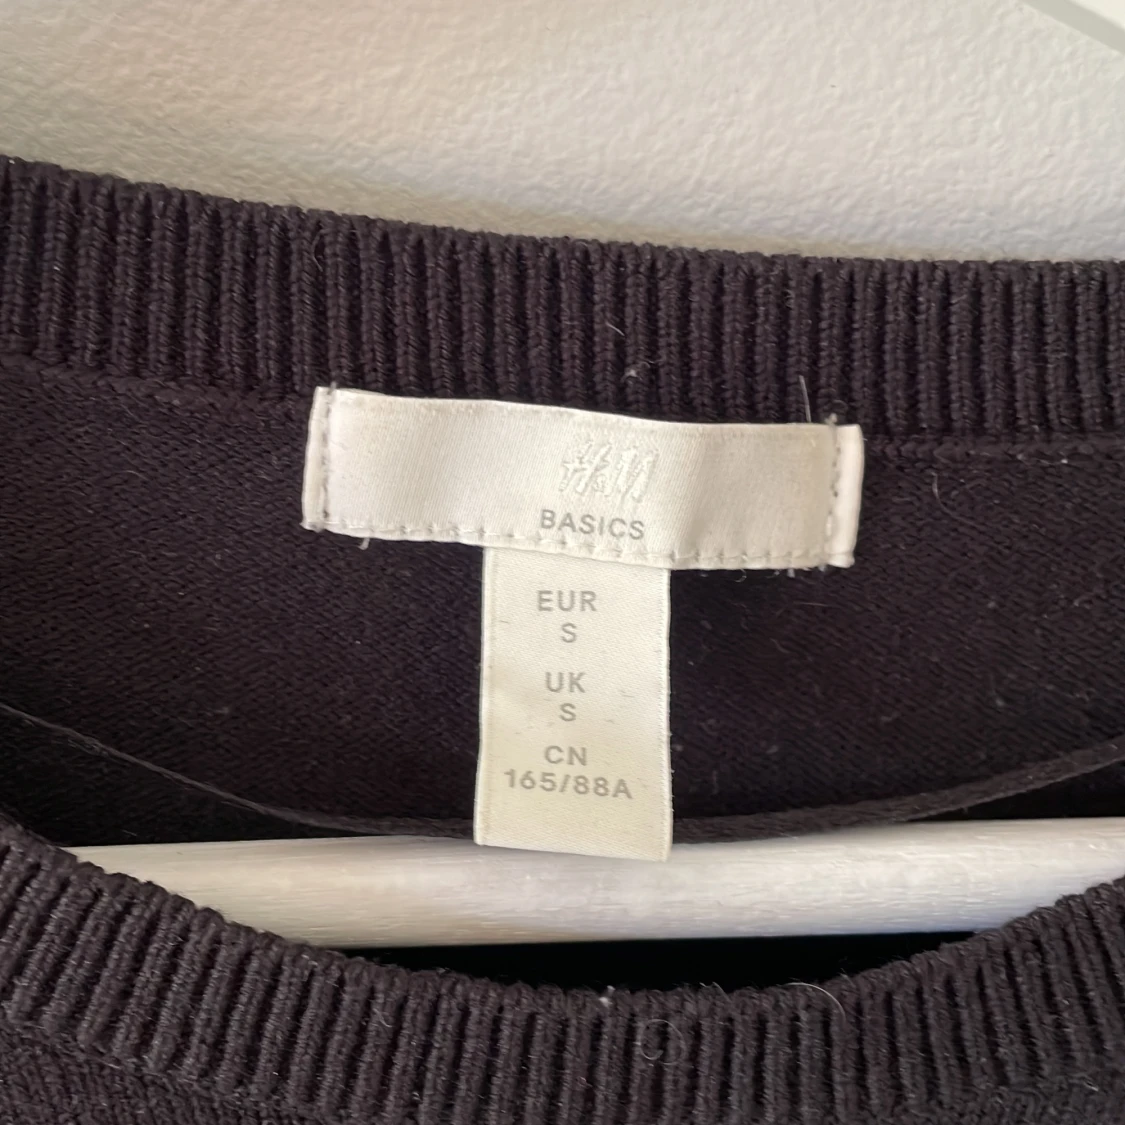 H&M
BASICS
EUR
S
UK
S
CN
165/88A